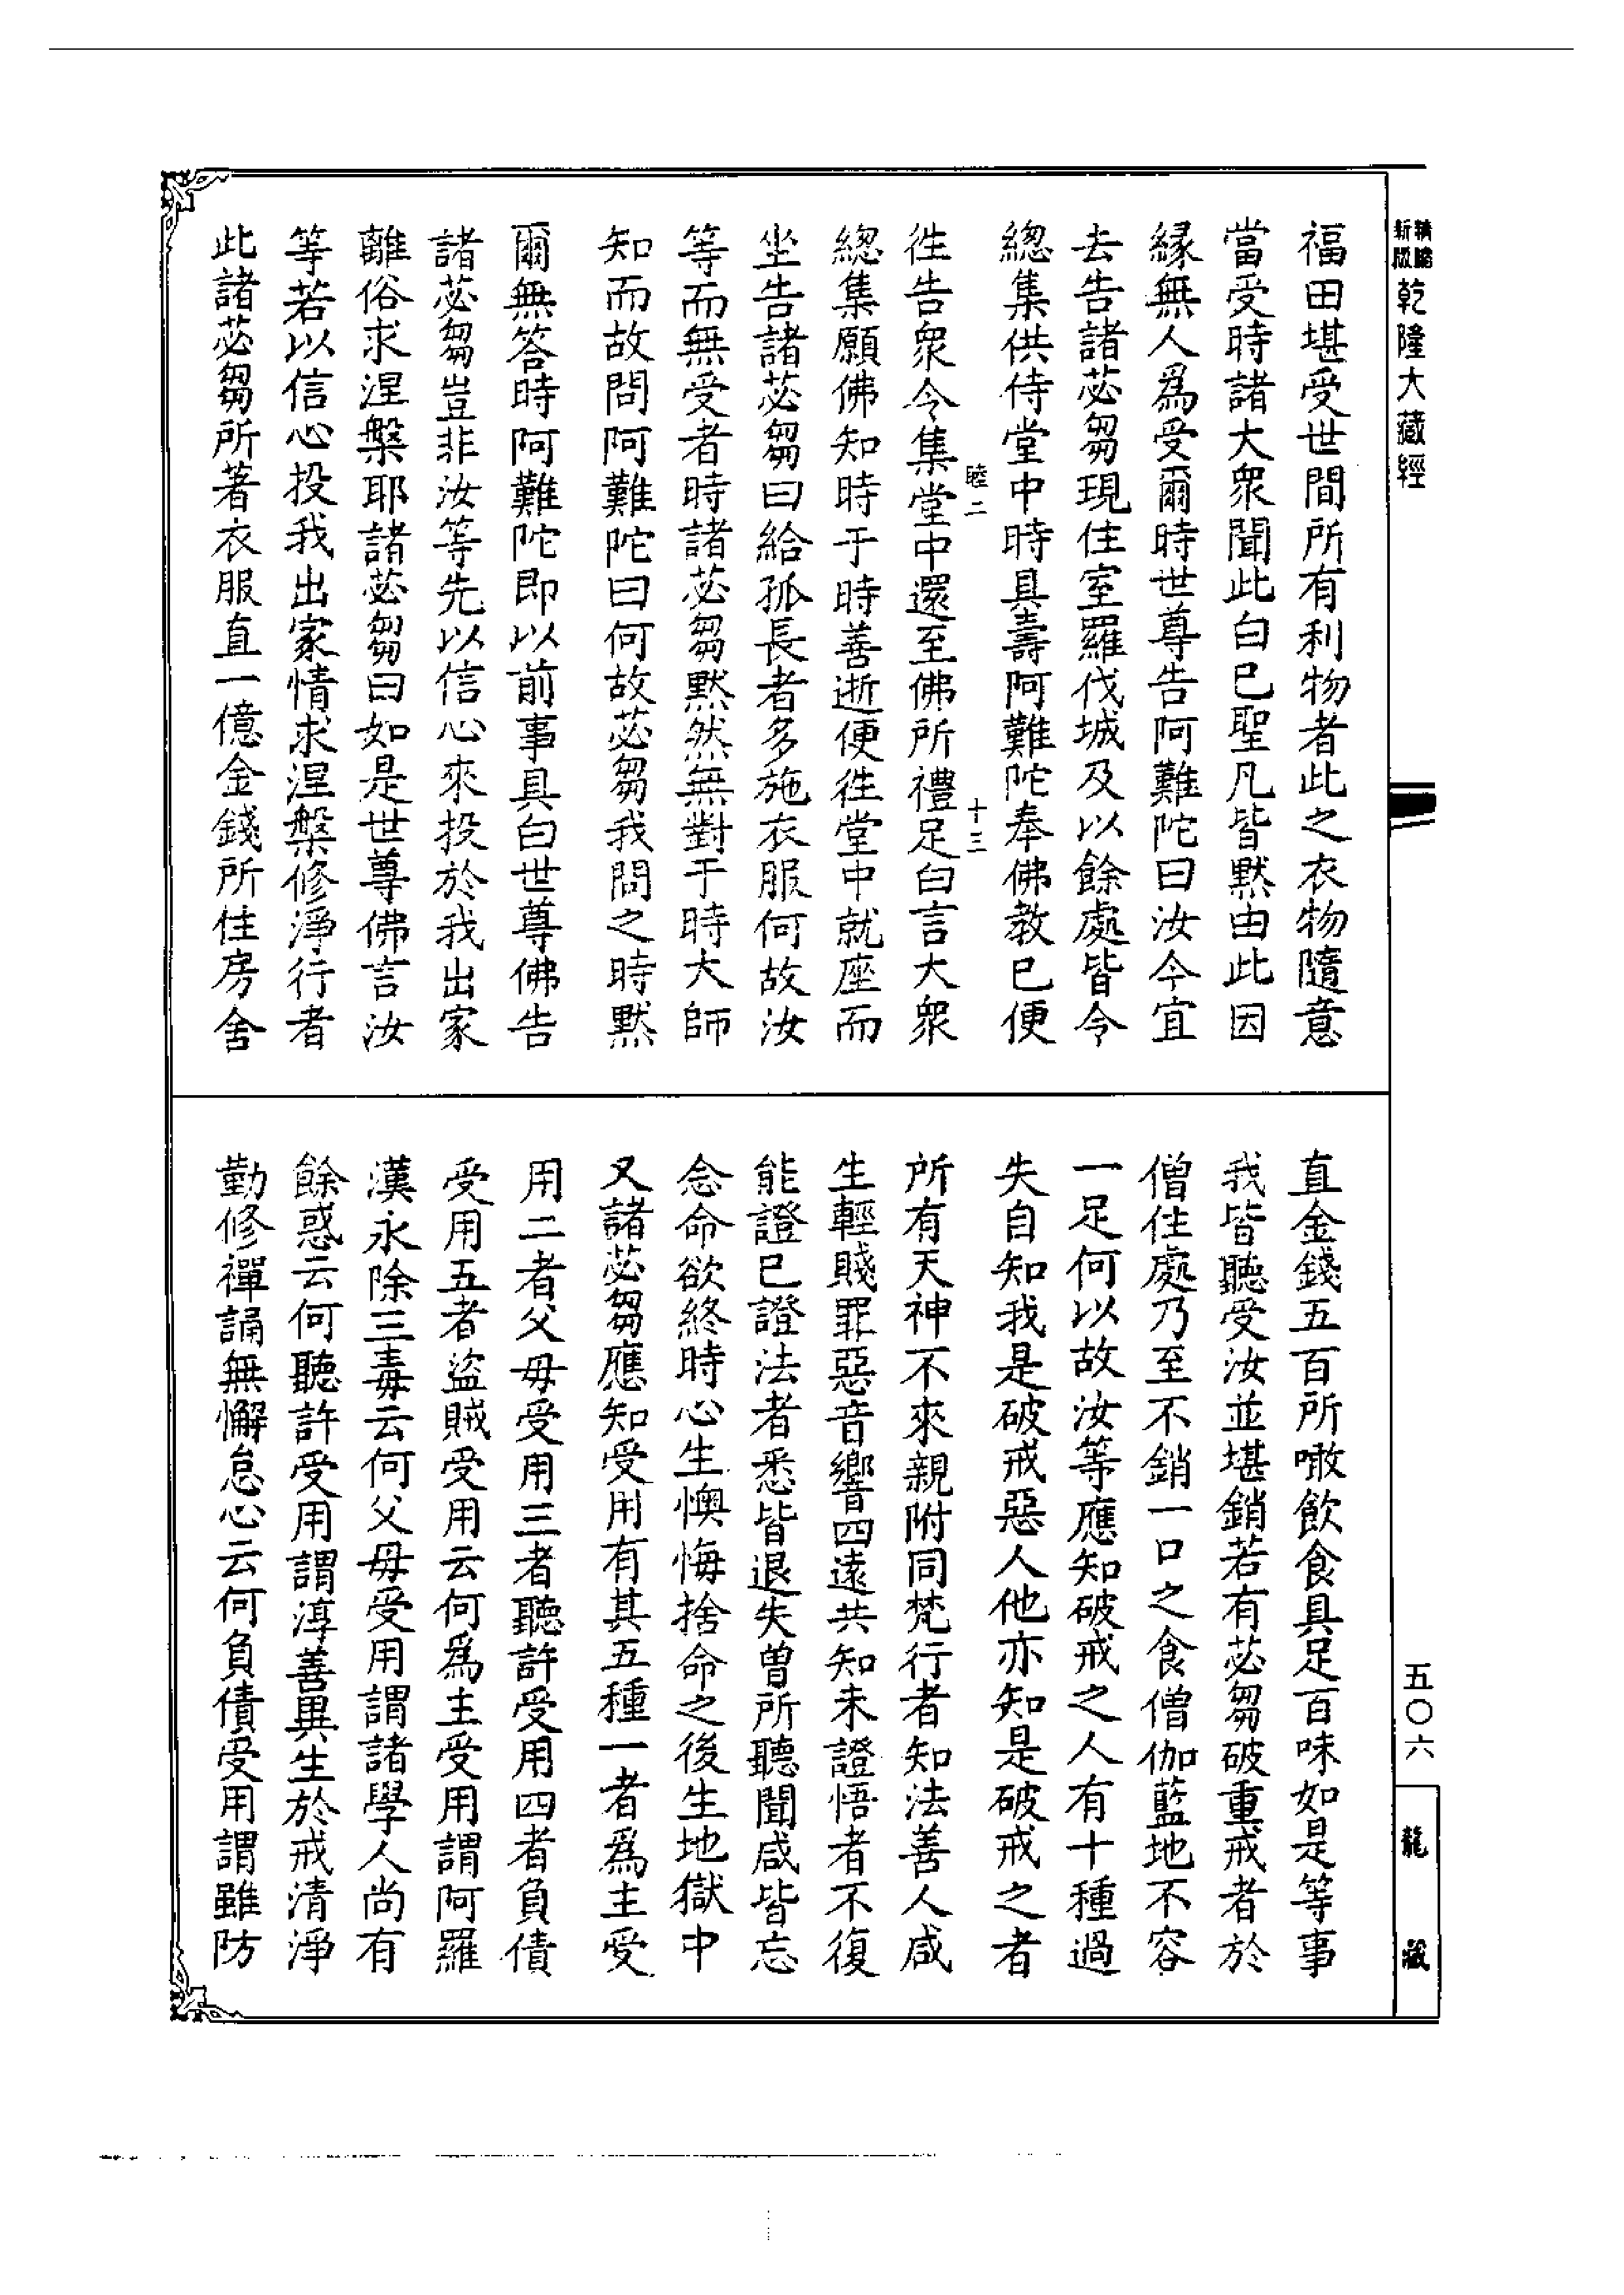 新版
精縮
乾隆大藏經
福田堪受世間所有利物者此之衣物隨意
當受時諸大衆聞此白已聖凡皆默由此因
緣無人爲受爾時世尊告阿難陀曰汝今宜
去告諸苾芻現住室羅伐城及以餘處皆令
總集供侍堂中時具壽阿難陀奉佛教已便
睦二
十三
徃告衆令集堂中還至佛所禮足白言大衆
總集願佛知時于時善逝便徃堂中就座而
坐告諸苾芻曰給孤長者多施衣服何故汝
等而無受者時諸苾芻默然無對于時大師
知而故問阿難陀曰何故苾芻我問之時默
爾無答時阿難陀即以前事具白世尊佛告
諸苾芻豈非汝等先以信心來投於我出家
離俗求涅槃耶諸苾芻曰如是世尊佛言汝
等若以信心投我出家情求涅槃修淨行者
此諸苾芻所著衣服直一億金錢所住房舍
直金錢五百所噉飲食具足百味如是等事
我皆聽受汝並堪銷若有苾芻破重戒者於
僧住處乃至不銷一口之食僧伽藍地不容
一足何以故汝等應知破戒之人有十種過
失自知我是破戒惡人他亦知是破戒之者
所有天神不來親附同梵行者知法善人咸
生輕賤罪惡音響四遠共知未證悟者不復
能證已證法者悉皆退失曾所聽聞咸皆忘
念命欲終時心生懊悔捨命之後生地獄中
又諸苾芻應知受用有其五種一者爲主受
用二者父母受用三者聽許受用四者負債
受用五者盜賊受用云何爲主受用謂阿羅
漢永除三毒云何父母受用謂諸學人尚有
餘惑云何聽許受用謂淳善異生於戒清淨
勤修禪誦無懈怠心云何負債受用謂雖防
五〇六
龍藏